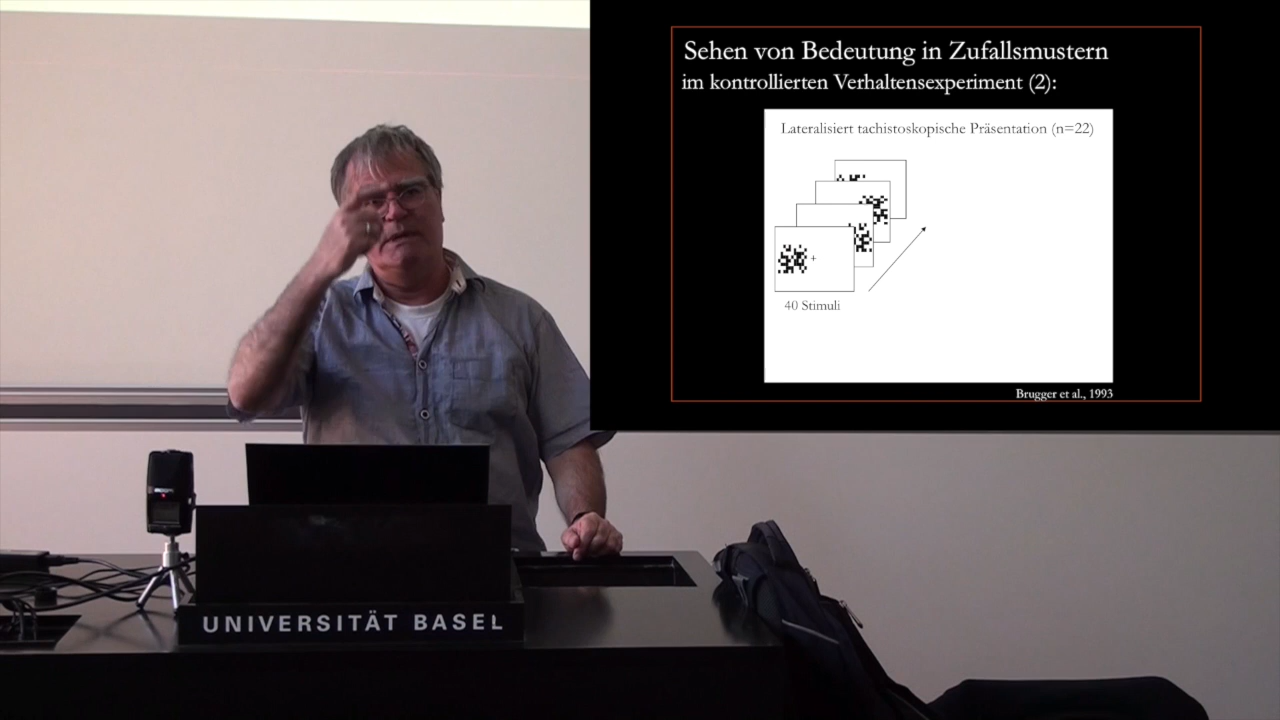 Sehen von Bedeutung in Zufallsmustern
im kontrollierten Verhaltensexperiment (2):
Lateralisiert tachistoskopische Präsentation (n=22)
40 Stimuli
Brugger et al., 1993
UNIVERSITÄT BASEL